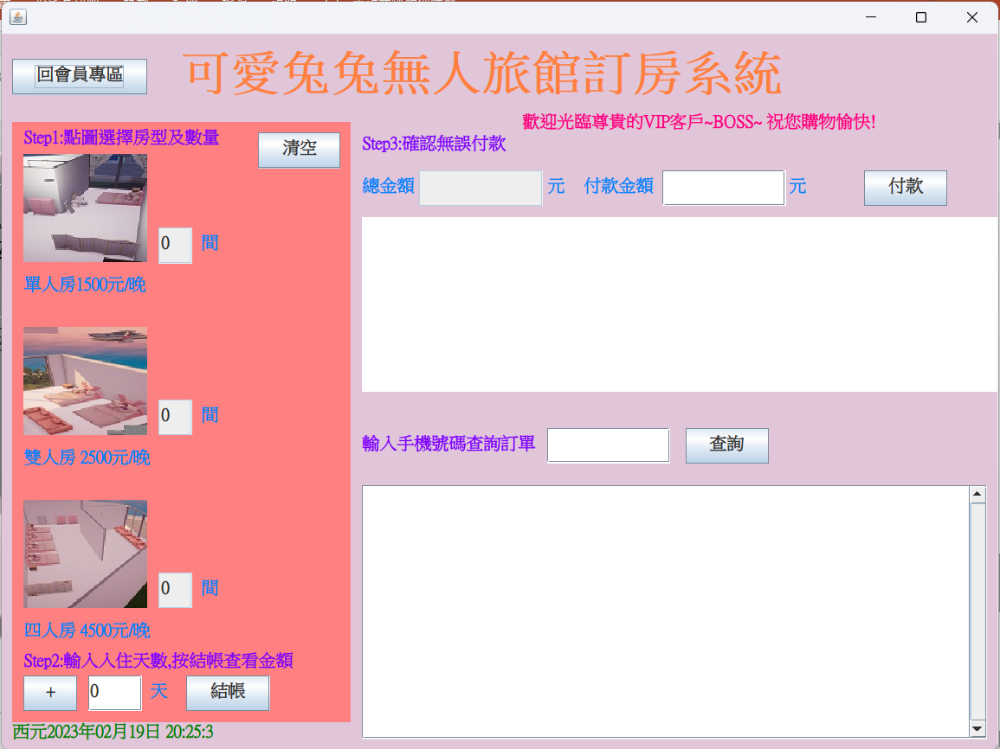 回會員專區
可愛兔兔無人旅館訂房系統
歡迎光臨尊貴的VIP客戶~BOSS~ 祝您購物愉快!
Step1:點圖選擇房型及數量
清空
0 間
單人房1500元/晚
0 間
雙人房 2500元/晚
0 間
四人房 4500元/晚
Step2:輸入入住天數,按結帳查看金額
+ 0 天 結帳
西元2023年02月19日 20:25:3
Step3:確認無誤付款
總金額 元 付款金額 元 付款
輸入手機號碼查詢訂單 查詢